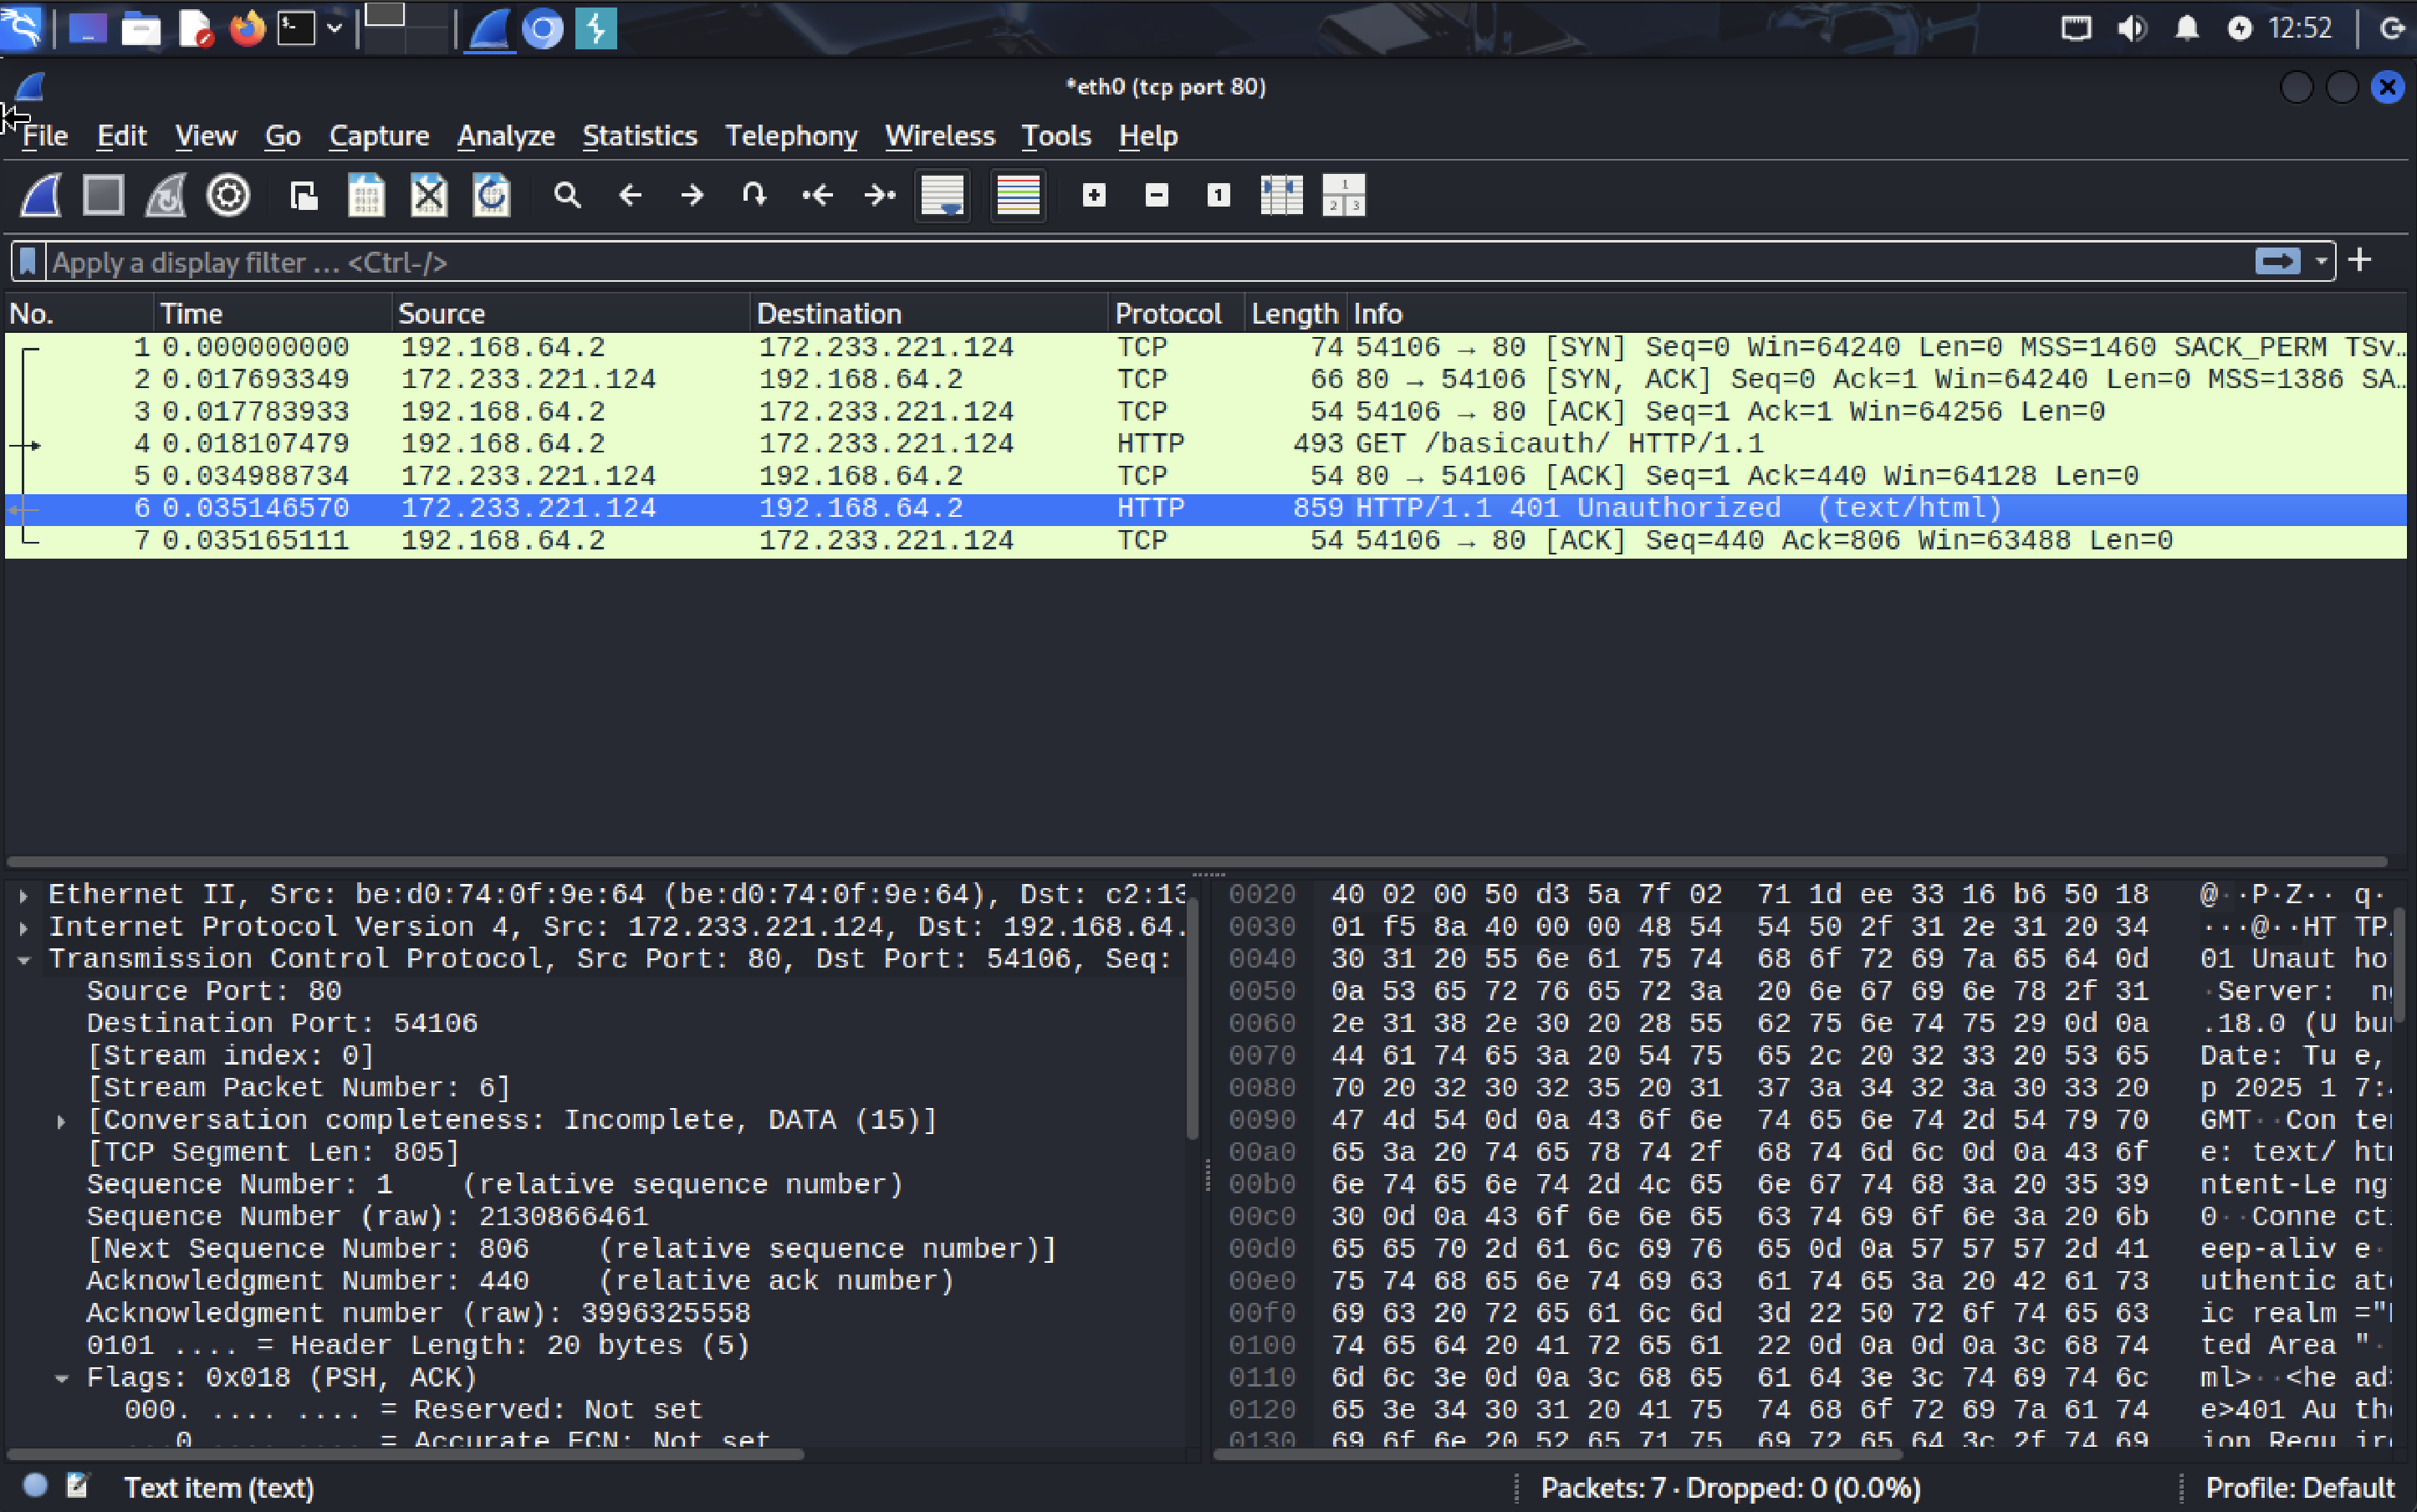 12:52
*eth0 (tcp port 80)
File Edit View Go Capture Analyze Statistics Telephony Wireless Tools Help
Apply a display filter … <Ctrl-/>
No. Time Source Destination Protocol Length Info
1 0.000000000 192.168.64.2 172.233.221.124 TCP 74 54106 → 80 [SYN] Seq=0 Win=64240 Len=0 MSS=1460 SACK_PERM TSv…
2 0.017693349 172.233.221.124 192.168.64.2 TCP 66 80 → 54106 [SYN, ACK] Seq=0 Ack=1 Win=64240 Len=0 MSS=1386 SA…
3 0.017783933 192.168.64.2 172.233.221.124 TCP 54 54106 → 80 [ACK] Seq=1 Ack=1 Win=64256 Len=0
4 0.018107479 192.168.64.2 172.233.221.124 HTTP 493 GET /basicauth/ HTTP/1.1
5 0.034988734 172.233.221.124 192.168.64.2 TCP 54 80 → 54106 [ACK] Seq=1 Ack=440 Win=64128 Len=0
6 0.035146570 172.233.221.124 192.168.64.2 HTTP 859 HTTP/1.1 401 Unauthorized (text/html)
7 0.035165111 192.168.64.2 172.233.221.124 TCP 54 54106 → 80 [ACK] Seq=440 Ack=806 Win=63488 Len=0
Ethernet II, Src: be:d0:74:0f:9e:64 (be:d0:74:0f:9e:64), Dst: c2:13
Internet Protocol Version 4, Src: 172.233.221.124, Dst: 192.168.64.
Transmission Control Protocol, Src Port: 80, Dst Port: 54106, Seq:
Source Port: 80
Destination Port: 54106
[Stream index: 0]
[Stream Packet Number: 6]
[Conversation completeness: Incomplete, DATA (15)]
[TCP Segment Len: 805]
Sequence Number: 1 (relative sequence number)
Sequence Number (raw): 2130866461
[Next Sequence Number: 806 (relative sequence number)]
Acknowledgment Number: 440 (relative ack number)
Acknowledgment number (raw): 3996325558
0101 .... = Header Length: 20 bytes (5)
Flags: 0x018 (PSH, ACK)
000. .... .... = Reserved: Not set
...0 .... .... = Accurate ECN: Not set
0020 40 02 00 50 d3 5a 7f 02 71 1d ee 33 16 b6 50 18 @··P·Z·· q·
0030 01 f5 8a 40 00 00 48 54 54 50 2f 31 2e 31 20 34 ···@··HT TP
0040 30 31 20 55 6e 61 75 74 68 6f 72 69 7a 65 64 0d 01 Unaut ho
0050 0a 53 65 72 76 65 72 3a 20 6e 67 69 6e 78 2f 31 ·Server: n
0060 2e 31 38 2e 30 20 28 55 62 75 6e 74 75 29 0d 0a .18.0 (U bu
0070 44 61 74 65 3a 20 54 75 65 2c 20 32 33 20 53 65 Date: Tu e,
0080 70 20 32 30 32 35 20 31 37 3a 34 32 3a 30 33 20 p 2025 1 7:
0090 47 4d 54 0d 0a 43 6f 6e 74 65 6e 74 2d 54 79 70 GMT··Con te
00a0 65 3a 20 74 65 78 74 2f 68 74 6d 6c 0d 0a 43 6f e: text/ ht
00b0 6e 74 65 6e 74 2d 4c 65 6e 67 74 68 3a 20 35 39 ntent-Le ng
00c0 30 0d 0a 43 6f 6e 6e 65 63 74 69 6f 6e 3a 20 6b 0··Conne ct
00d0 65 65 70 2d 61 6c 69 76 65 0d 0a 57 57 57 2d 41 eep-aliv e·
00e0 75 74 68 65 6e 74 69 63 61 74 65 3a 20 42 61 73 uthentic at
00f0 69 63 20 72 65 61 6c 6d 3d 22 50 72 6f 74 65 63 ic realm ="
0100 74 65 64 20 41 72 65 61 22 0d 0a 0d 0a 3c 68 74 ted Area "·
0110 6d 6c 3e 0d 0a 3c 68 65 61 64 3e 3c 74 69 74 6c ml>··<he ad
0120 65 3e 34 30 31 20 41 75 74 68 6f 72 69 7a 61 74 e>401 Au th
0130 69 6f 6e 20 52 65 71 75 69 72 65 64 3c 2f 74 69 ion Requ ir
Text item (text)
Packets: 7 · Dropped: 0 (0.0%)
Profile: Default